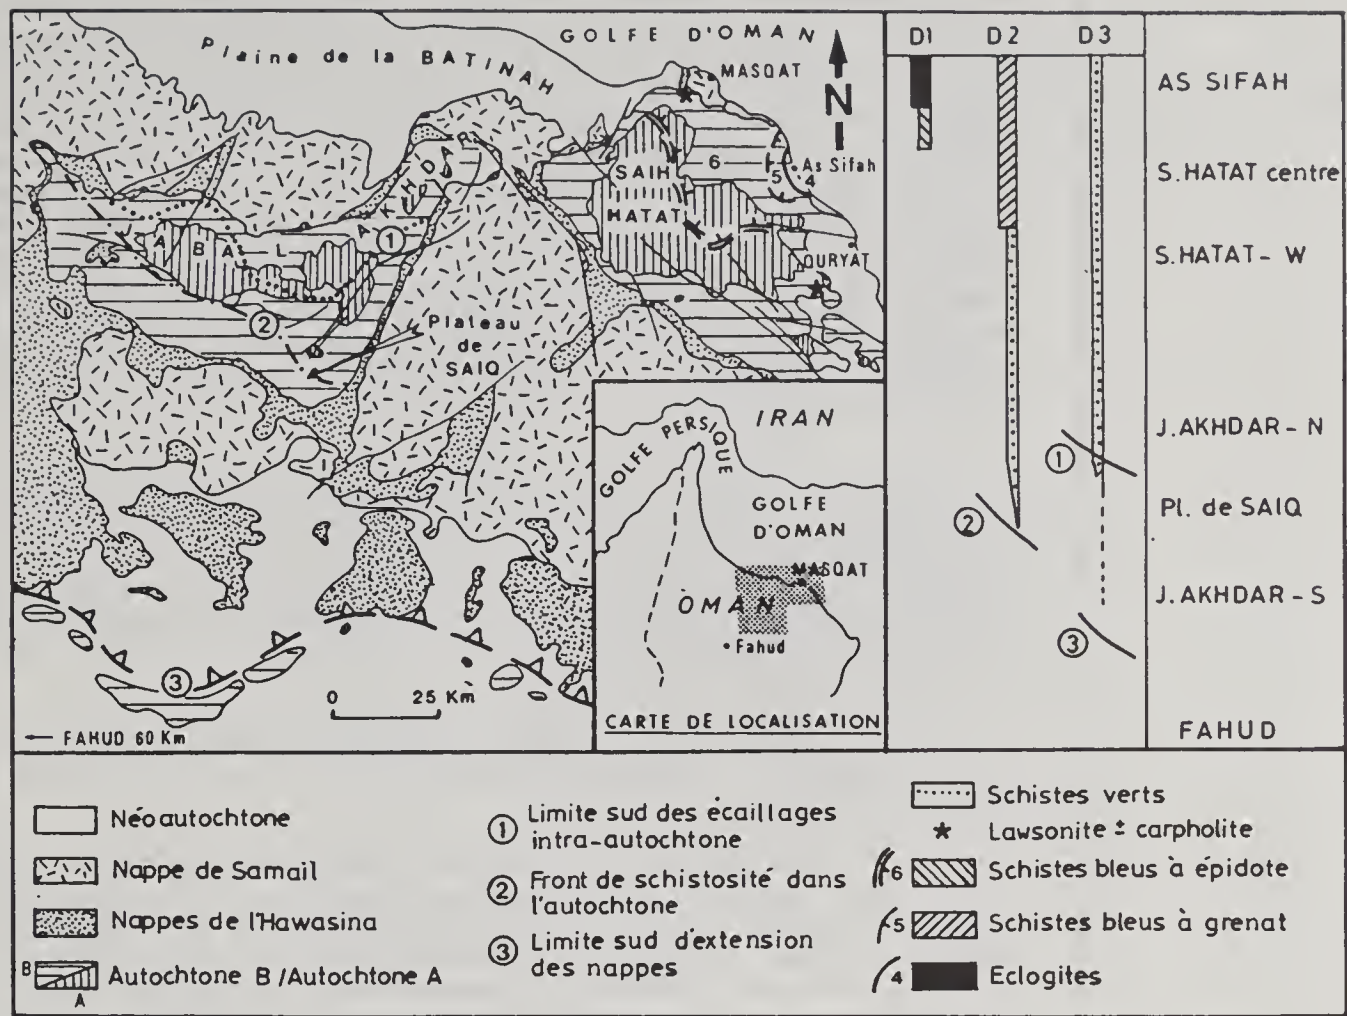 GOLFE D'OMAN
Plaine de la BATINAH
MASQAT
N
J. AKHDAR
SAIH
HATAT
6
5
4
As Sifah
A
B
A
L
1
QURYAT
2
Plateau
de
SAIQ
3
0 25 Km
← FAHUD 60 Km
IRAN
GOLFE PERSIQUE
GOLFE
D'OMAN
MASQAT
OMAN
Fahud
CARTE DE LOCALISATION
D1 D2 D3
AS SIFAH
S.HATAT centre
S.HATAT - W
J.AKHDAR - N
1
Pl. de SAIQ
2
J.AKHDAR - S
3
FAHUD
Néoautochtone
Nappe de Samail
Nappes de l'Hawasina
B Autochtone B / Autochtone A
A
1 Limite sud des écaillages
intra-autochtone
2 Front de schistosité dans
l'autochtone
3 Limite sud d'extension
des nappes
Schistes verts
★ Lawsonite ± carpholite
6 Schistes bleus à épidote
5 Schistes bleus à grenat
4 Eclogites